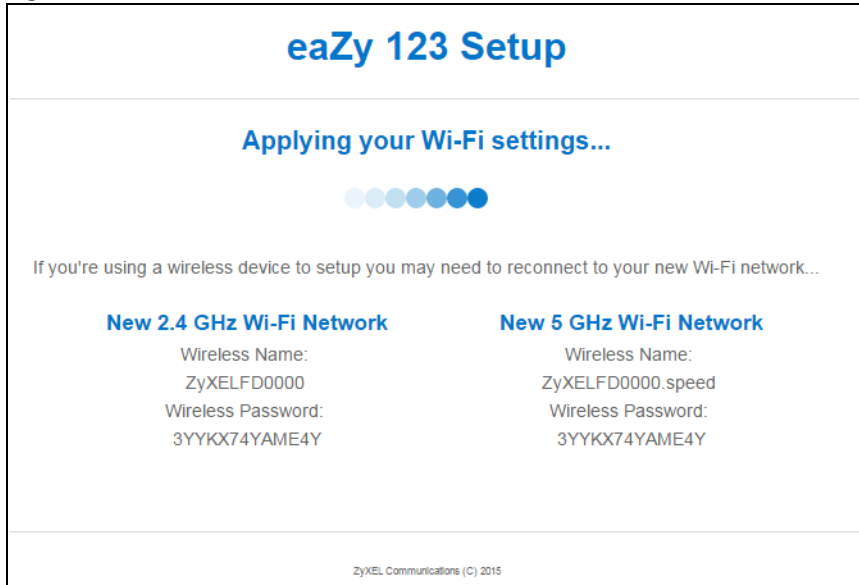 eaZy 123 Setup
Applying your Wi-Fi settings...
If you're using a wireless device to setup you may need to reconnect to your new Wi-Fi network...
New 2.4 GHz Wi-Fi Network
Wireless Name:
ZyXELFD0000
Wireless Password:
3YYKX74YAME4Y
New 5 GHz Wi-Fi Network
Wireless Name:
ZyXELFD0000.speed
Wireless Password:
3YYKX74YAME4Y
ZyXEL Communications (C) 2015